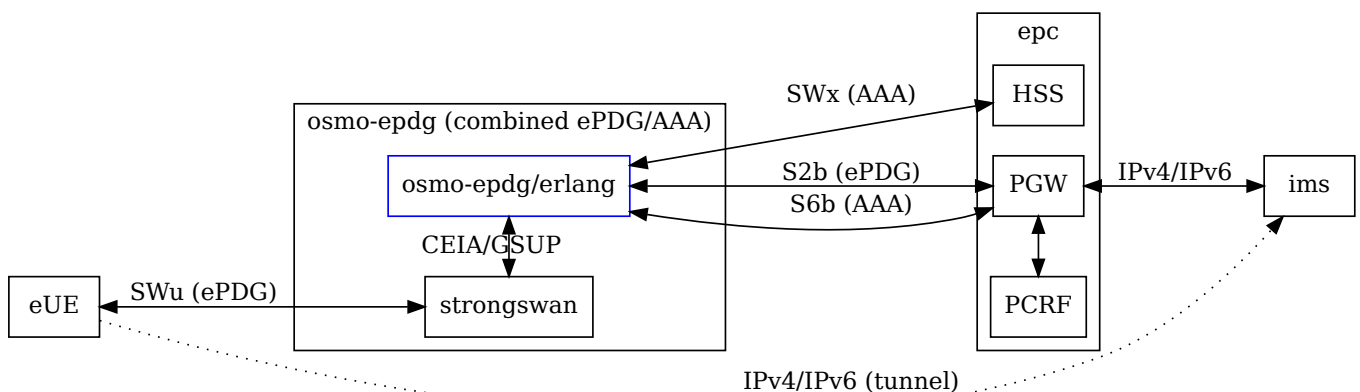 epc
SWx (AAA)
HSS
osmo-epdg (combined ePDG/AAA)
osmo-epdg/erlang
S2b (ePDG)
S6b (AAA)
PGW
IPv4/IPv6
ims
CEIA/GSUP
eUE
SWu (ePDG)
strongswan
PCRF
IPv4/IPv6 (tunnel)